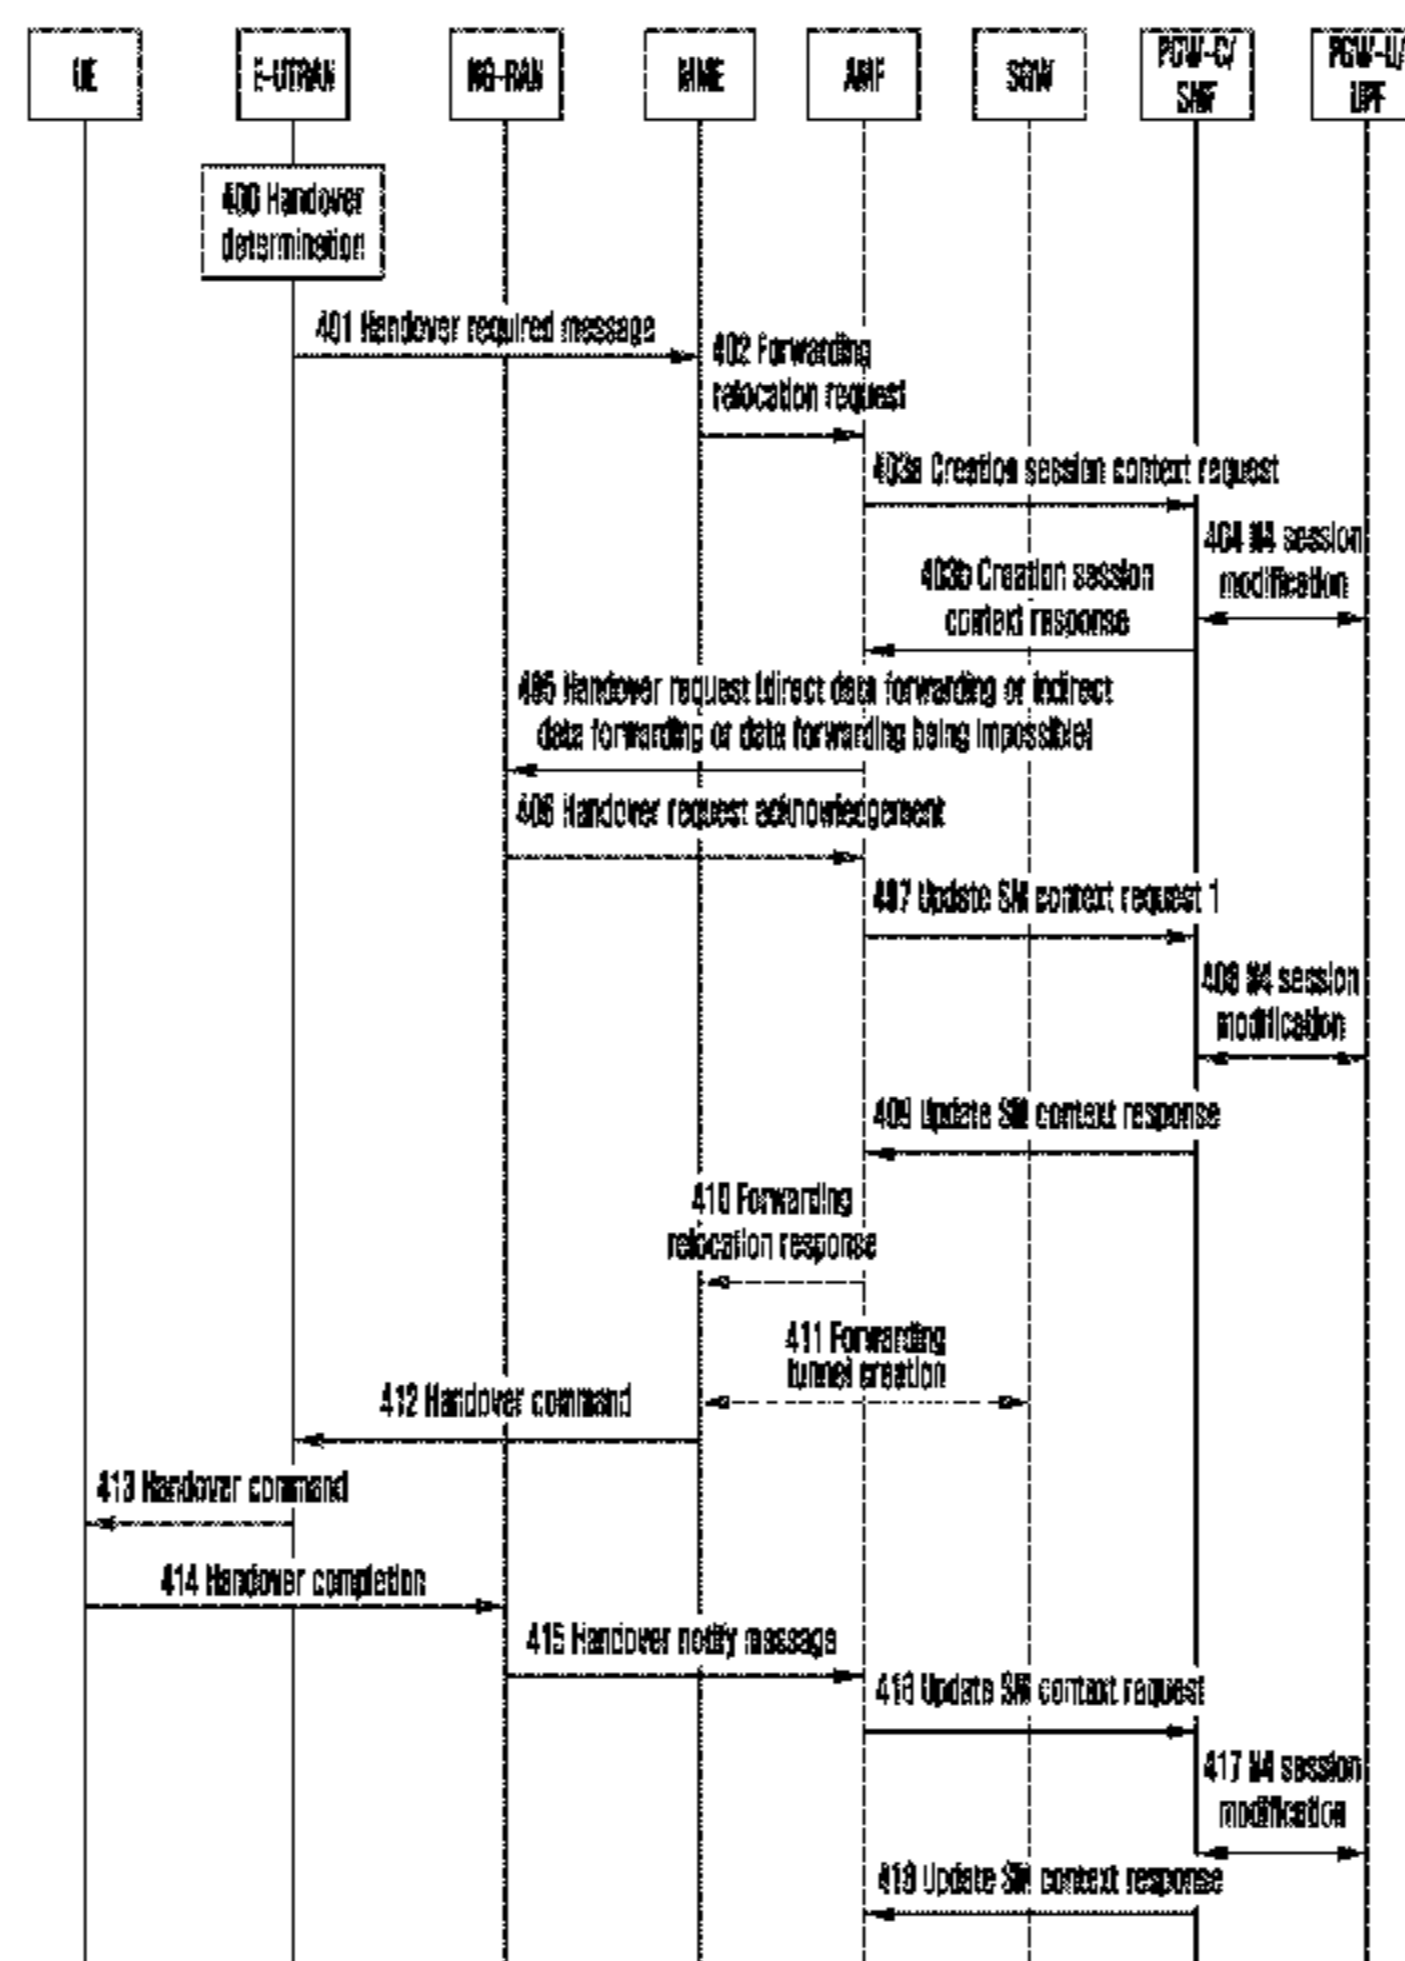 UE
E-UTRAN
NG-RAN
MME
AMF
SGW
PGW-C/
SMF
PGW-U/
UPF
400 Handover
determination
401 Handover required message
402 Forwarding
relocation request
403a Creation session context request
404 N4 session
modification
403b Creation session
context response
405 Handover request (direct data forwarding or indirect
data forwarding or data forwarding being impossible)
406 Handover request acknowledgement
407 Update SM context request 1
408 N4 session
modification
409 Update SM context response
410 Forwarding
relocation response
411 Forwarding
tunnel creation
412 Handover command
413 Handover command
414 Handover completion
415 Handover notify message
416 Update SM context request
417 N4 session
modification
418 Update SM context response